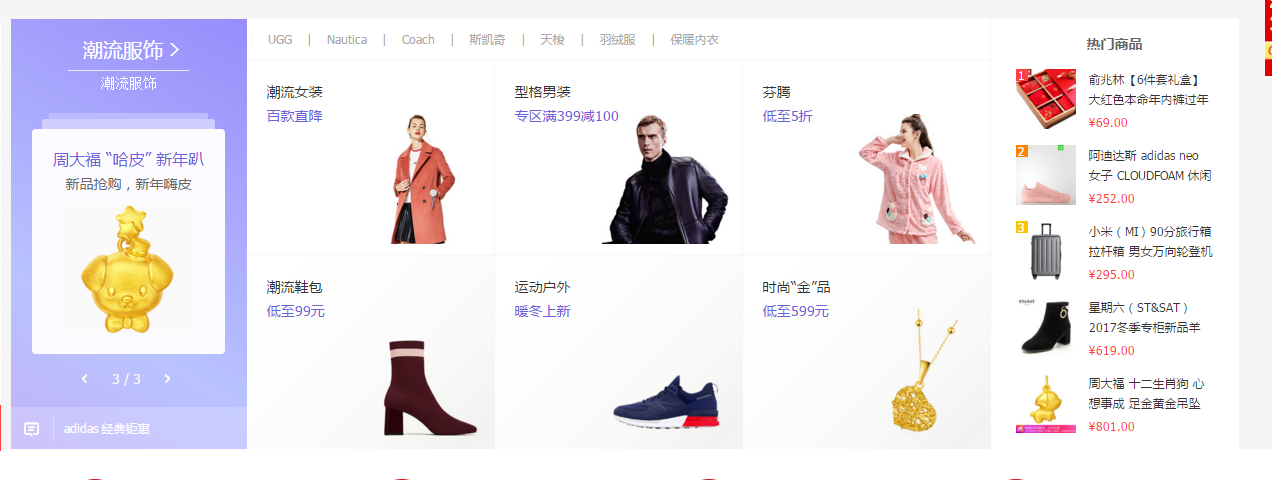 潮流服饰 >
潮流服饰
周大福 “哈皮” 新年趴
新品抢购，新年嗨皮
3 / 3
adidas 经典钜惠
UGG | Nautica | Coach | 斯凯奇 | 天梭 | 羽绒服 | 保暖内衣
潮流女装
百款直降
型格男装
专区满399减100
芬腾
低至5折
潮流鞋包
低至99元
运动户外
暖冬上新
时尚“金”品
低至599元
热门商品
1
俞兆林【6件套礼盒】
大红色本命年内裤过年
¥69.00
2
阿迪达斯 adidas neo
女子 CLOUDFOAM 休闲
¥252.00
3
小米（MI）90分旅行箱
拉杆箱 男女万向轮登机
¥295.00
ST&SAT
星期六（ST&SAT）
2017冬季专柜新品羊
¥619.00
周大福 十二生肖狗 心
想事成 足金黄金吊坠
¥801.00